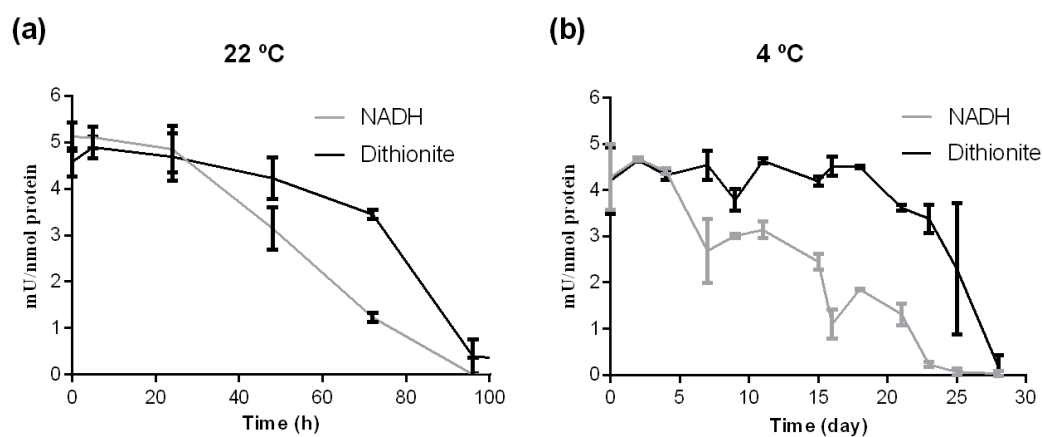 (a)
22 ºC
6
5
4
3
2
1
0
mU/nmol protein
NADH
Dithionite
0 20 40 60 80 100
Time (h)
(b)
4 ºC
6
5
4
3
2
1
0
mU/nmol protein
NADH
Dithionite
0 5 10 15 20 25 30
Time (day)